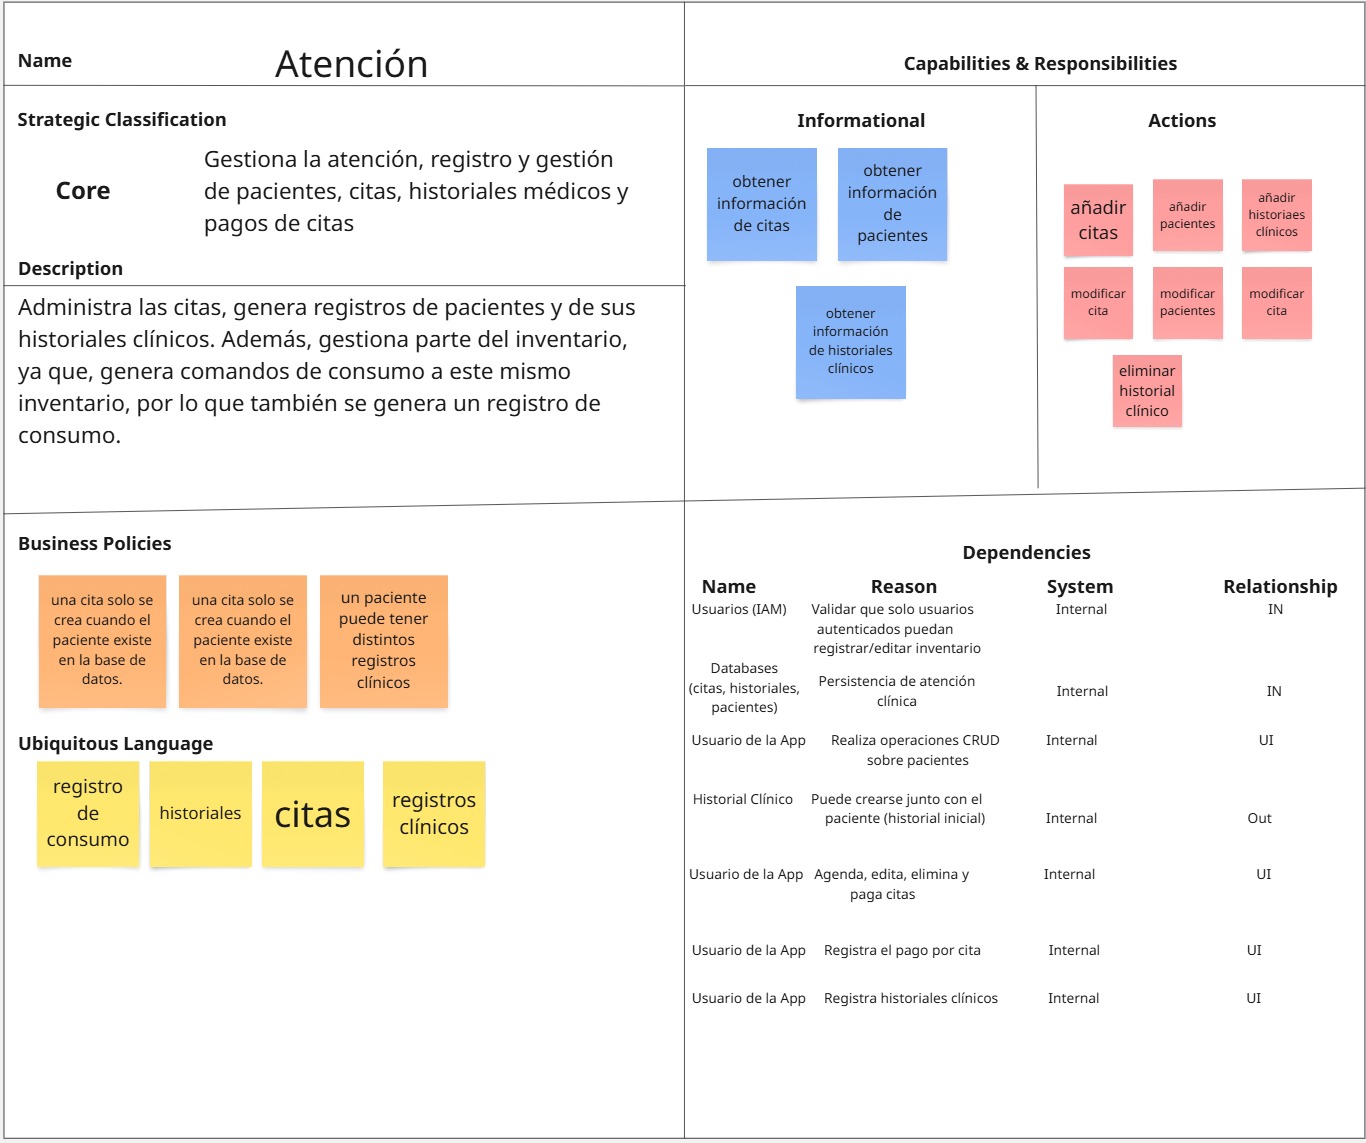 Name
Atención
Strategic Classification
Core
Gestiona la atención, registro y gestión
de pacientes, citas, historiales médicos y
pagos de citas
Description
Administra las citas, genera registros de pacientes y de sus
historiales clínicos. Además, gestiona parte del inventario,
ya que, genera comandos de consumo a este mismo
inventario, por lo que también se genera un registro de
consumo.
Capabilities & Responsibilities
Informational
obtener
información
de citas
obtener
información
de
pacientes
obtener
información
de historiales
clínicos
Actions
añadir
citas
añadir
pacientes
añadir
historiaes
clínicos
modificar
cita
modificar
pacientes
modificar
cita
eliminar
historial
clínico
Business Policies
una cita solo se
crea cuando el
paciente existe
en la base de
datos.
una cita solo se
crea cuando el
paciente existe
en la base de
datos.
un paciente
puede tener
distintos
registros
clínicos
Ubiquitous Language
registro
de
consumo
historiales
citas
registros
clínicos
Dependencies
Name Reason System Relationship
Usuarios (IAM)
Validar que solo usuarios
autenticados puedan
registrar/editar inventario
Internal
IN
Databases
(citas, historiales,
pacientes)
Persistencia de atención
clínica
Internal
IN
Usuario de la App
Realiza operaciones CRUD
sobre pacientes
Internal
UI
Historial Clínico
Puede crearse junto con el
paciente (historial inicial)
Internal
Out
Usuario de la App
Agenda, edita, elimina y
paga citas
Internal
UI
Usuario de la App
Registra el pago por cita
Internal
UI
Usuario de la App
Registra historiales clínicos
Internal
UI